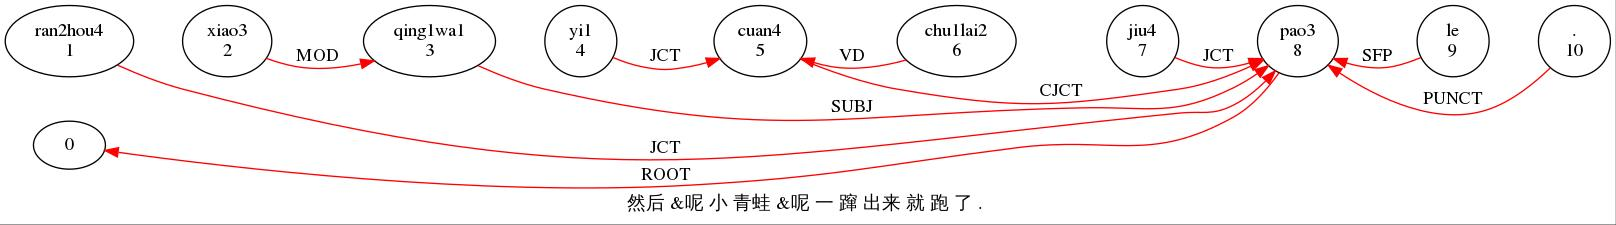 ran2hou4 xiao3 qing1wa1 yi1 cuan4 chu1lai2 jiu4 pao3 le .
1 2 3 4 5 6 7 8 9 10
MOD JCT VD JCT SFP
CJCT
PUNCT
SUBJ
0
JCT
ROOT
然后 &呢 小 青蛙 &呢 一 蹿 出来 就 跑 了 .